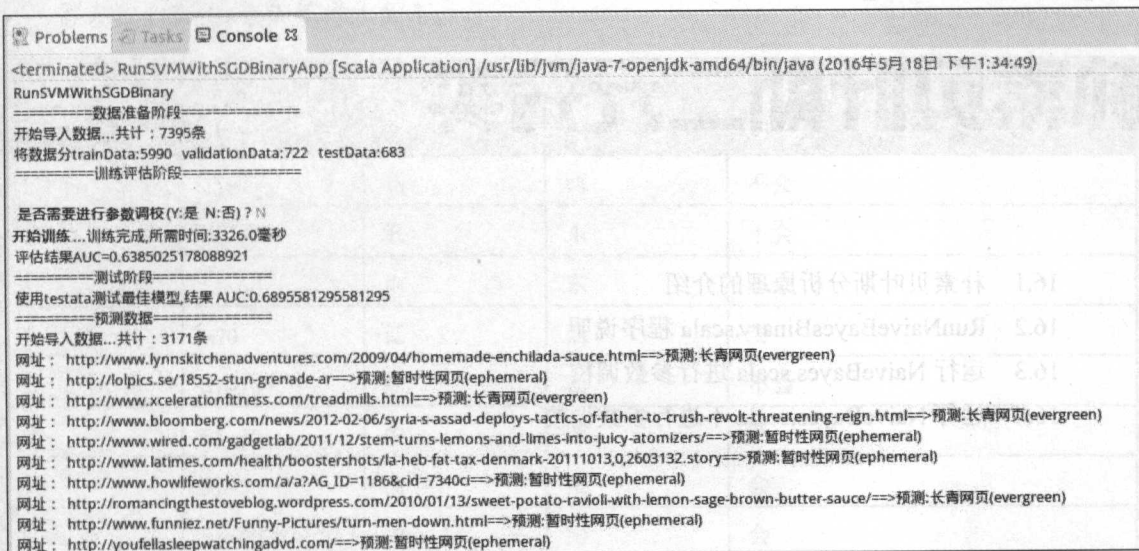 Problems Tasks Console
<terminated> RunSVMWithSGDBinaryApp [Scala Application] /usr/lib/jvm/java-7-openjdk-amd64/bin/java (2016年5月18日 下午1:34:49)
RunSVMWithSGDBinary
==========数据准备阶段===============
开始导入数据...共计：7395条
将数据分trainData:5990 validationData:722 testData:683
==========训练评估阶段===============
是否需要进行参数调校(Y:是 N:否) ? N
开始训练...训练完成,所需时间:3326.0毫秒
评估结果AUC=0.6385025178088921
==========测试阶段===============
使用testata测试最佳模型,结果 AUC:0.6895581295581295
==========预测数据===============
开始导入数据...共计：3171条
网址： http://www.lynnskitchenadventures.com/2009/04/homemade-enchilada-sauce.html==>预测:长青网页(evergreen)
网址： http://lolpics.se/18552-stun-grenade-ar==>预测:暂时性网页(ephemeral)
网址： http://www.xcelerationfitness.com/treadmills.html==>预测:长青网页(evergreen)
网址： http://www.bloomberg.com/news/2012-02-06/syria-s-assad-deploys-tactics-of-father-to-crush-revolt-threatening-reign.html==>预测:长青网页(evergreen)
网址： http://www.wired.com/gadgetlab/2011/12/stem-turns-lemons-and-limes-into-juicy-atomizers/==>预测:暂时性网页(ephemeral)
网址： http://www.latimes.com/health/boostershots/la-heb-fat-tax-denmark-20111013,0,2603132.story==>预测:暂时性网页(ephemeral)
网址： http://www.howlifeworks.com/a/a?AG_ID=1186&cid=7340ci==>预测:暂时性网页(ephemeral)
网址： http://romancingthestoveblog.wordpress.com/2010/01/13/sweet-potato-ravioli-with-lemon-sage-brown-butter-sauce/==>预测:长青网页(evergreen)
网址： http://www.funniez.net/Funny-Pictures/turn-men-down.html==>预测:暂时性网页(ephemeral)
网址： http://youfellasleepwatchingadvd.com/==>预测:暂时性网页(ephemeral)